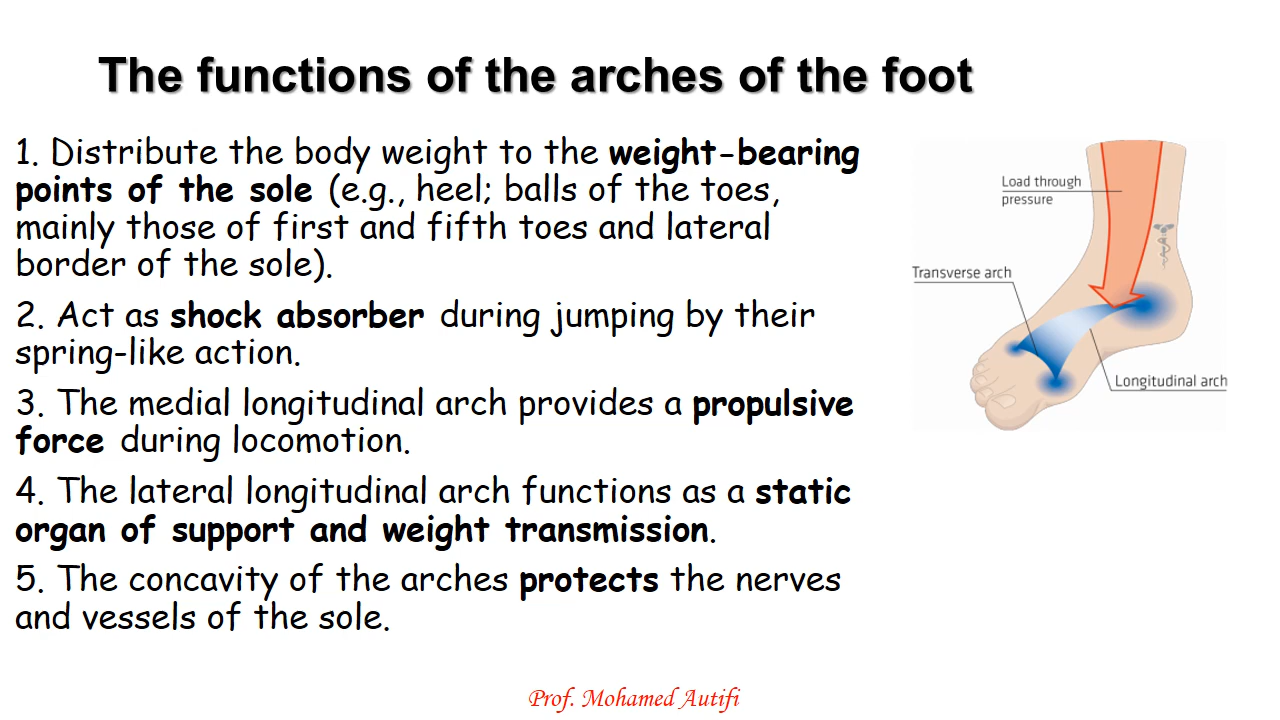 The functions of the arches of the foot
1. Distribute the body weight to the weight-bearing
points of the sole (e.g., heel; balls of the toes,
mainly those of first and fifth toes and lateral
border of the sole).
2. Act as shock absorber during jumping by their
spring-like action.
3. The medial longitudinal arch provides a propulsive
force during locomotion.
4. The lateral longitudinal arch functions as a static
organ of support and weight transmission.
5. The concavity of the arches protects the nerves
and vessels of the sole.
Load through
pressure
Transverse arch
Longitudinal arch
Prof. Mohamed Autifi